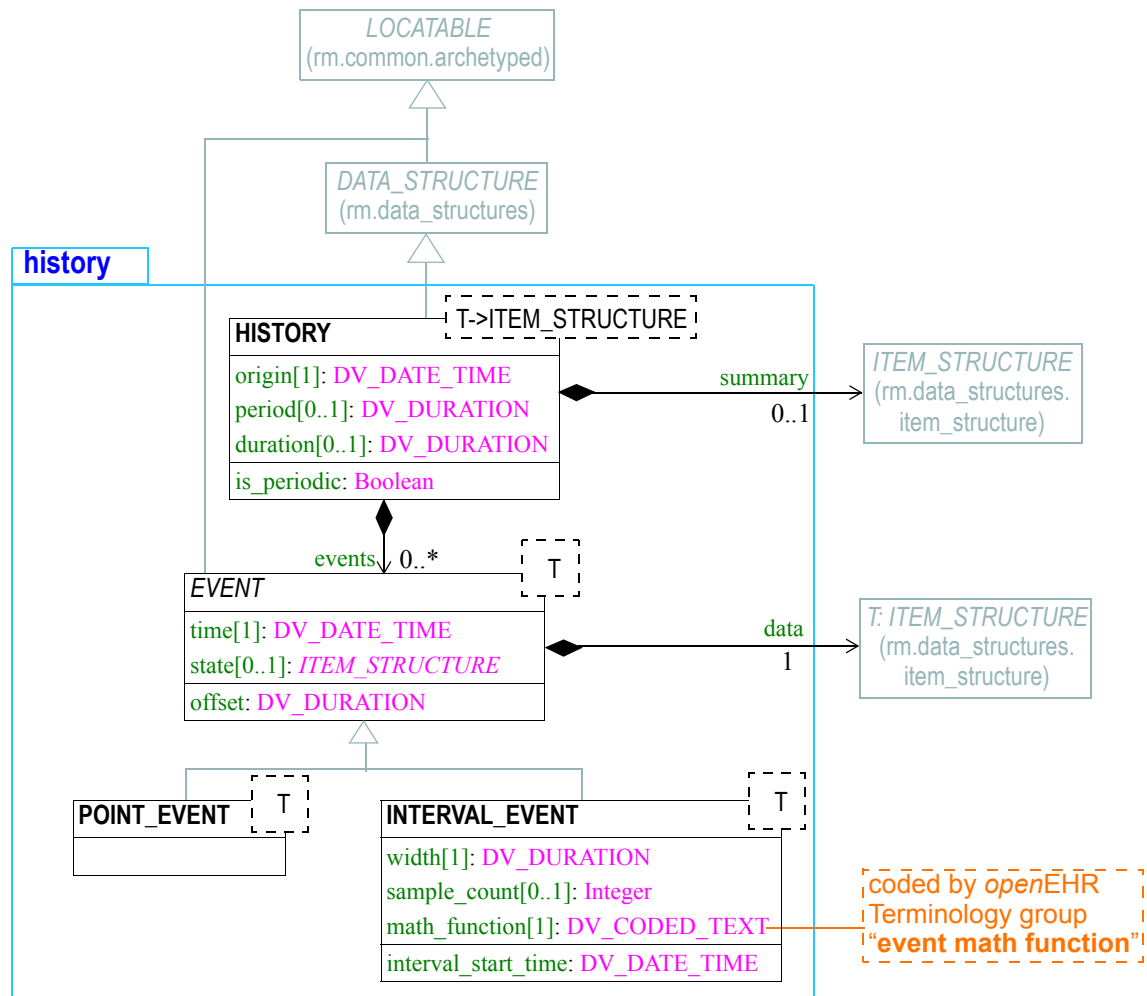 LOCATABLE
(rm.common.archetyped)
DATA_STRUCTURE
(rm.data_structures)
history
T->ITEM_STRUCTURE
HISTORY
origin[1]: DV_DATE_TIME
period[0..1]: DV_DURATION
duration[0..1]: DV_DURATION
is_periodic: Boolean
summary
0..1
ITEM_STRUCTURE
(rm.data_structures.
item_structure)
events
0..*
T
EVENT
time[1]: DV_DATE_TIME
state[0..1]: ITEM_STRUCTURE
offset: DV_DURATION
data
1
T: ITEM_STRUCTURE
(rm.data_structures.
item_structure)
POINT_EVENT
T
INTERVAL_EVENT
T
width[1]: DV_DURATION
sample_count[0..1]: Integer
math_function[1]: DV_CODED_TEXT
interval_start_time: DV_DATE_TIME
coded by openEHR
Terminology group
“event math function”